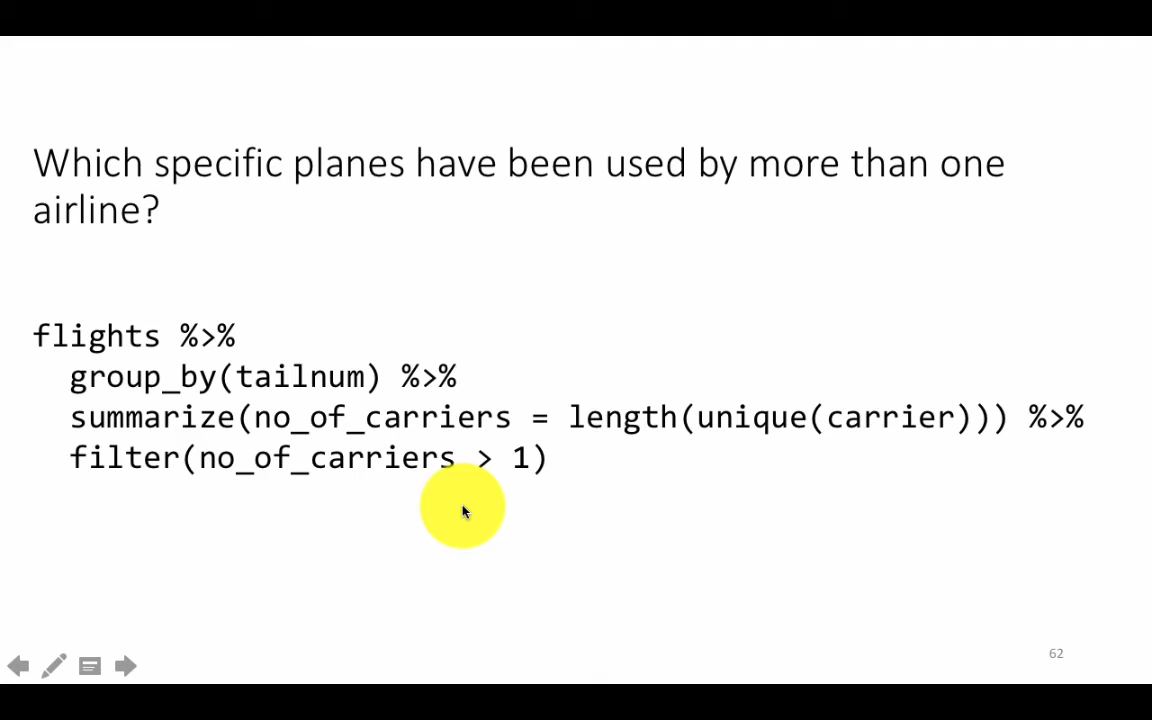 Which specific planes have been used by more than one
airline?
flights %>%
  group_by(tailnum) %>%
  summarize(no_of_carriers = length(unique(carrier))) %>%
  filter(no_of_carriers > 1)
62